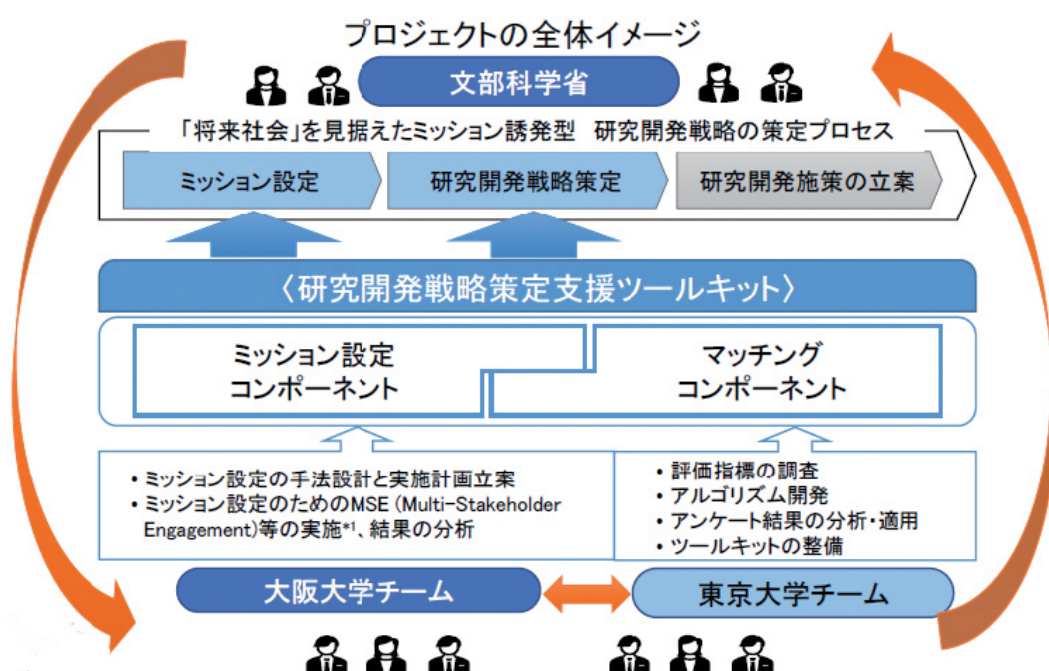 プロジェクトの全体イメージ
文部科学省
「将来社会」を見据えたミッション誘発型 研究開発戦略の策定プロセス
ミッション設定
研究開発戦略策定
研究開発施策の立案
〈研究開発戦略策定支援ツールキット〉
ミッション設定
コンポーネント
マッチング
コンポーネント
• ミッション設定の手法設計と実施計画立案
• ミッション設定のためのMSE (Multi-Stakeholder
Engagement)等の実施*1、結果の分析
• 評価指標の調査
• アルゴリズム開発
• アンケート結果の分析・適用
• ツールキットの整備
大阪大学チーム
東京大学チーム